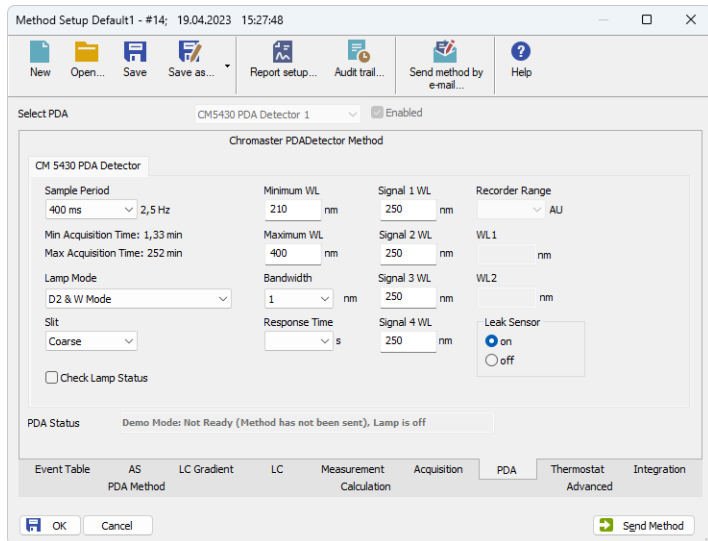 Method Setup Default1 - #14; 19.04.2023 15:27:48
New Open... Save Save as... Report setup... Audit trail... Send method by e-mail... Help
Select PDA CM5430 PDA Detector 1 Enabled
Chromaster PDADetector Method
CM 5430 PDA Detector
Sample Period Minimum WL Signal 1 WL Recorder Range
400 ms 2,5 Hz 210 nm 250 nm AU
Min Acquisition Time: 1,33 min Maximum WL Signal 2 WL WL1
Max Acquisition Time: 252 min 400 nm 250 nm nm
Lamp Mode Bandwidth Signal 3 WL WL2
D2 & W Mode 1 nm 250 nm nm
Slit Response Time Signal 4 WL Leak Sensor
Coarse s 250 nm on
off
Check Lamp Status
PDA Status Demo Mode: Not Ready (Method has not been sent), Lamp is off
Event Table AS LC Gradient LC Measurement Acquisition PDA Thermostat Integration
PDA Method Calculation Advanced
OK Cancel Send Method